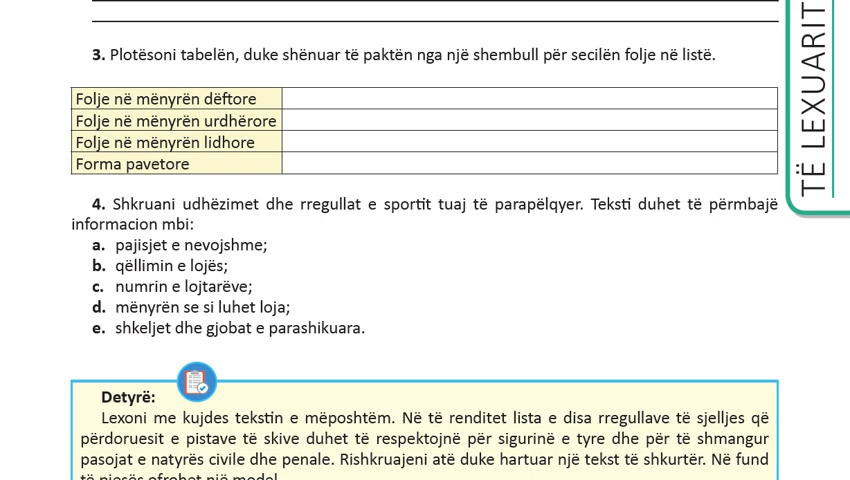 3. Plotësoni tabelën, duke shënuar të paktën nga një shembull për secilën folje në listë.
Folje në mënyrën dëftore
Folje në mënyrën urdhërore
Folje në mënyrën lidhore
Forma pavetore
4. Shkruani udhëzimet dhe rregullat e sportit tuaj të parapëlqyer. Teksti duhet të përmbajë
informacion mbi:
a. pajisjet e nevojshme;
b. qëllimin e lojës;
c. numrin e lojtarëve;
d. mënyrën se si luhet loja;
e. shkeljet dhe gjobat e parashikuara.
Detyrë:
Lexoni me kujdes tekstin e mëposhtëm. Në të renditet lista e disa rregullave të sjelljes që
përdoruesit e pistave të skive duhet të respektojnë për sigurinë e tyre dhe për të shmangur
pasojat e natyrës civile dhe penale. Rishkruajeni atë duke hartuar një tekst të shkurtër. Në fund
të pjesës ofrohet një model.
TË LEXUARIT